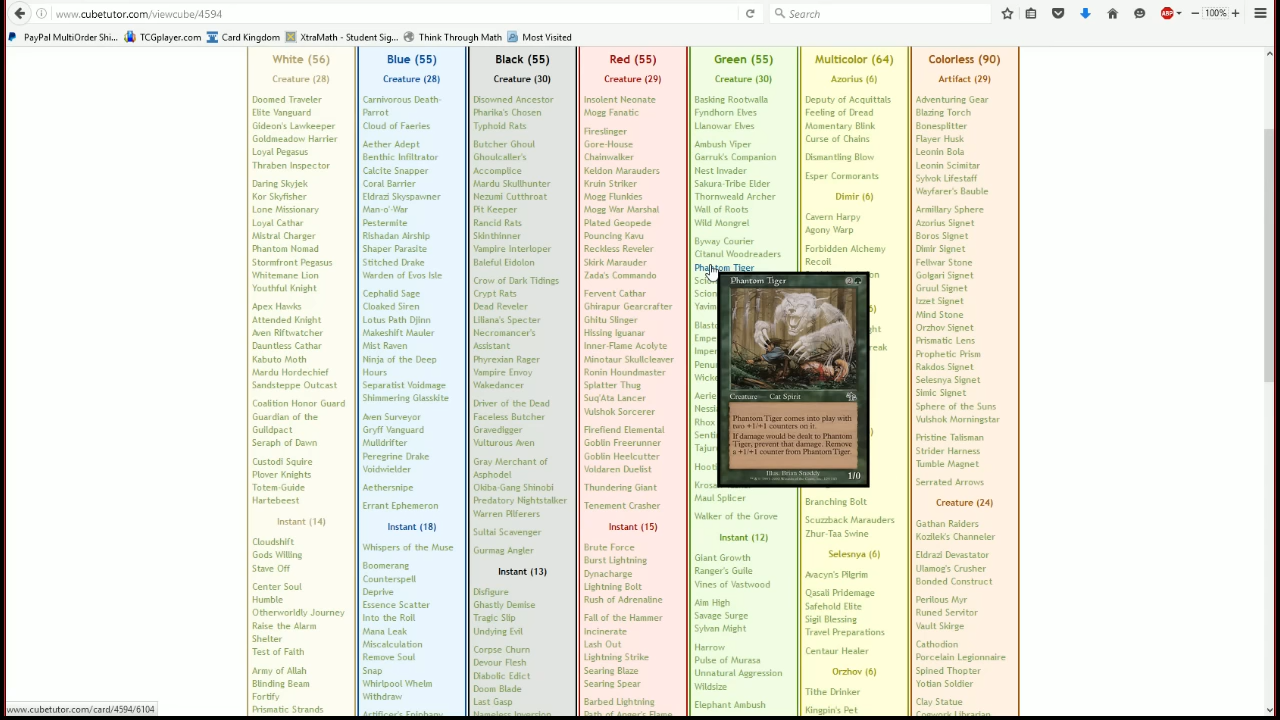 www.cubetutor.com/viewcube/4594
Search
100%
PayPal MultiOrder Shi...
TCGplayer.com
Card Kingdom
XtraMath - Student Sig...
Think Through Math
Most Visited
White (56)
Creature (28)
Doomed Traveler
Elite Vanguard
Gideon's Lawkeeper
Goldmeadow Harrier
Loyal Pegasus
Thraben Inspector
Daring Skyjek
Kor Skyfisher
Lone Missionary
Loyal Cathar
Mistral Charger
Phantom Nomad
Stormfront Pegasus
Whitemane Lion
Youthful Knight
Apex Hawks
Attended Knight
Aven Riftwatcher
Dauntless Cathar
Kabuto Moth
Mardu Hordechief
Sandsteppe Outcast
Coalition Honor Guard
Guardian of the
Guildpact
Seraph of Dawn
Custodi Squire
Plover Knights
Totem-Guide
Hartebeest
Instant (14)
Cloudshift
Gods Willing
Stave Off
Center Soul
Humble
Otherworldly Journey
Raise the Alarm
Shelter
Test of Faith
Army of Allah
Blinding Beam
Fortify
Prismatic Strands
Blue (55)
Creature (28)
Carnivorous Death-
Parrot
Cloud of Faeries
Aether Adept
Benthic Infiltrator
Calcite Snapper
Coral Barrier
Eldrazi Skyspawner
Man-o'-War
Pestermite
Rishadan Airship
Shaper Parasite
Stitched Drake
Warden of Evos Isle
Cephalid Sage
Cloaked Siren
Lotus Path Djinn
Makeshift Mauler
Mist Raven
Ninja of the Deep
Hours
Separatist Voidmage
Shimmering Glasskite
Aven Surveyor
Gryff Vanguard
Mulldrifter
Peregrine Drake
Voidwielder
Aethersnipe
Errant Ephemeron
Instant (18)
Whispers of the Muse
Boomerang
Counterspell
Deprive
Essence Scatter
Into the Roll
Mana Leak
Miscalculation
Remove Soul
Snap
Whirlpool Whelm
Withdraw
Artificer's Epiphany
Black (55)
Creature (30)
Disowned Ancestor
Pharika's Chosen
Typhoid Rats
Butcher Ghoul
Ghoulcaller's
Accomplice
Mardu Skullhunter
Nezumi Cutthroat
Pit Keeper
Rancid Rats
Skinthinner
Vampire Interloper
Baleful Eidolon
Crow of Dark Tidings
Crypt Rats
Dead Reveler
Liliana's Specter
Necromancer's
Assistant
Phyrexian Rager
Vampire Envoy
Wakedancer
Driver of the Dead
Faceless Butcher
Gravedigger
Vulturous Aven
Gray Merchant of
Asphodel
Okiba-Gang Shinobi
Predatory Nightstalker
Warren Pilferers
Sultai Scavenger
Gurmag Angler
Instant (13)
Disfigure
Ghastly Demise
Tragic Slip
Undying Evil
Corpse Churn
Devour Flesh
Diabolic Edict
Doom Blade
Last Gasp
Nameless Inversion
Red (55)
Creature (29)
Insolent Neonate
Mogg Fanatic
Fireslinger
Gore-House
Chainwalker
Keldon Marauders
Kruin Striker
Mogg Flunkies
Mogg War Marshal
Plated Geopede
Pouncing Kavu
Reckless Reveler
Skirk Marauder
Zada's Commando
Fervent Cathar
Ghirapur Gearcrafter
Ghitu Slinger
Hissing Iguanar
Inner-Flame Acolyte
Minotaur Skullcleaver
Ronin Houndmaster
Splatter Thug
Suq'Ata Lancer
Vulshok Sorcerer
Firefiend Elemental
Goblin Freerunner
Goblin Heelcutter
Voldaren Duelist
Thundering Giant
Tenement Crasher
Instant (15)
Brute Force
Burst Lightning
Dynacharge
Lightning Bolt
Rush of Adrenaline
Fall of the Hammer
Incinerate
Lash Out
Lightning Strike
Searing Blaze
Searing Spear
Barbed Lightning
Path of Anger's Flame
Green (55)
Creature (30)
Basking Rootwalla
Fyndhorn Elves
Llanowar Elves
Ambush Viper
Garruk's Companion
Nest Invader
Sakura-Tribe Elder
Thornweald Archer
Wall of Roots
Wild Mongrel
Byway Courier
Citanul Woodreaders
Phantom Tiger
Maul Splicer
Walker of the Grove
Instant (12)
Giant Growth
Ranger's Guile
Vines of Vastwood
Aim High
Savage Surge
Sylvan Might
Harrow
Pulse of Murasa
Unnatural Aggression
Wildsize
Elephant Ambush
Phantom Tiger
Creature — Cat Spirit
Phantom Tiger comes into play with
two +1/+1 counters on it.
If damage would be dealt to Phantom
Tiger, prevent that damage. Remove
a +1/+1 counter from Phantom Tiger.
1/0
Multicolor (64)
Azorius (6)
Deputy of Acquittals
Feeling of Dread
Momentary Blink
Curse of Chains
Dismantling Blow
Esper Cormorants
Dimir (6)
Cavern Harpy
Agony Warp
Forbidden Alchemy
Recoil
Branching Bolt
Scuzzback Marauders
Zhur-Taa Swine
Selesnya (6)
Avacyn's Pilgrim
Qasali Pridemage
Safehold Elite
Sigil Blessing
Travel Preparations
Centaur Healer
Orzhov (6)
Tithe Drinker
Kingpin's Pet
Colorless (90)
Artifact (29)
Adventuring Gear
Blazing Torch
Bonesplitter
Flayer Husk
Leonin Bola
Leonin Scimitar
Sylvok Lifestaff
Wayfarer's Bauble
Armillary Sphere
Azorius Signet
Boros Signet
Dimir Signet
Fellwar Stone
Golgari Signet
Gruul Signet
Izzet Signet
Mind Stone
Orzhov Signet
Prismatic Lens
Prophetic Prism
Rakdos Signet
Selesnya Signet
Simic Signet
Sphere of the Suns
Vulshok Morningstar
Pristine Talisman
Strider Harness
Tumble Magnet
Serrated Arrows
Creature (24)
Gathan Raiders
Kozilek's Channeler
Eldrazi Devastator
Ulamog's Crusher
Bonded Construct
Perilous Myr
Runed Servitor
Vault Skirge
Cathodion
Porcelain Legionnaire
Spined Thopter
Yotian Soldier
Clay Statue
www.cubetutor.com/card/4594/6104